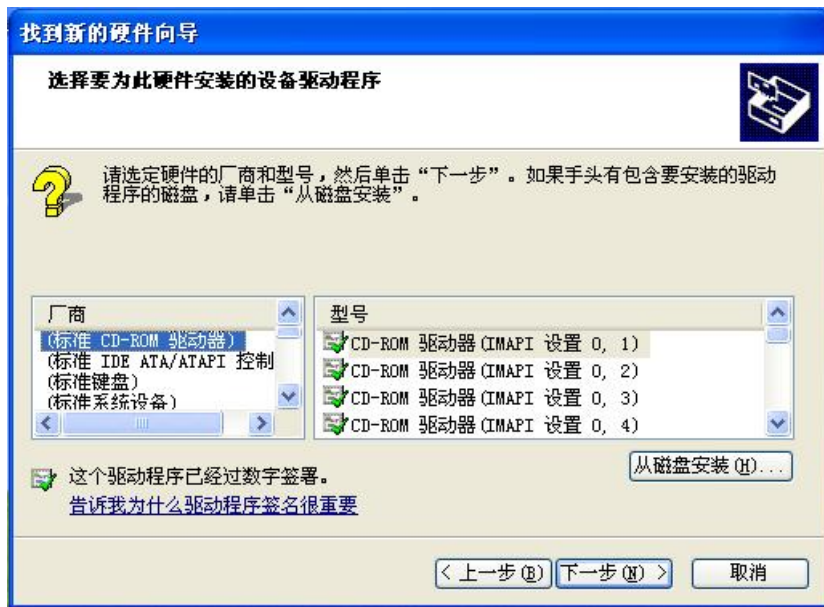 找到新的硬件向导
选择要为此硬件安装的设备驱动程序
请选定硬件的厂商和型号，然后单击“下一步”。如果手头有包含要安装的驱动
程序的磁盘，请单击“从磁盘安装”。
厂商
(标准 CD-ROM 驱动器)
(标准 IDE ATA/ATAPI 控制
(标准键盘)
(标准系统设备)
型号
CD-ROM 驱动器(IMAPI 设置 0, 1)
CD-ROM 驱动器(IMAPI 设置 0, 2)
CD-ROM 驱动器(IMAPI 设置 0, 3)
CD-ROM 驱动器(IMAPI 设置 0, 4)
这个驱动程序已经过数字签署。
告诉我为什么驱动程序签名很重要
从磁盘安装(H)...
< 上一步(B) 下一步(N) > 取消